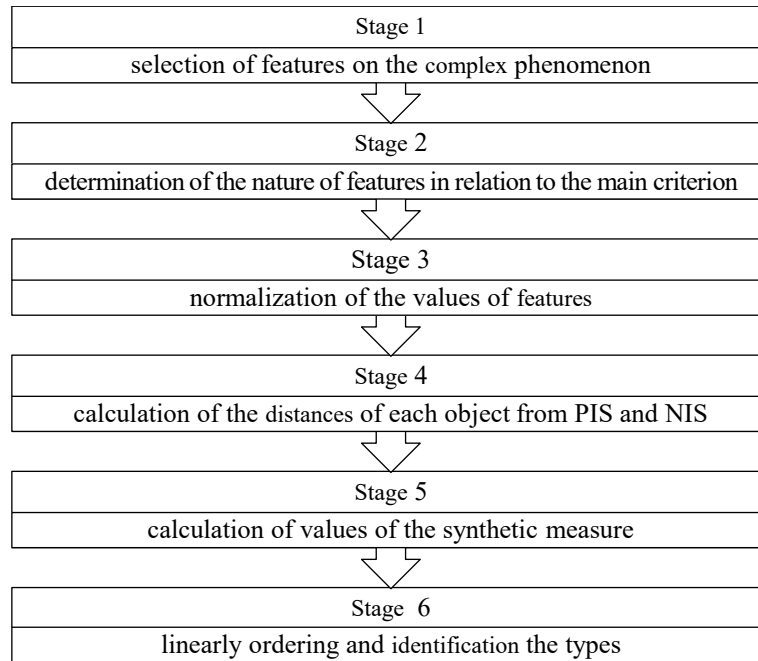 Stage 1
selection of features on the complex phenomenon
Stage 2
determination of the nature of features in relation to the main criterion
Stage 3
normalization of the values of features
Stage 4
calculation of the distances of each object from PIS and NIS
Stage 5
calculation of values of the synthetic measure
Stage 6
linearly ordering and identification the types